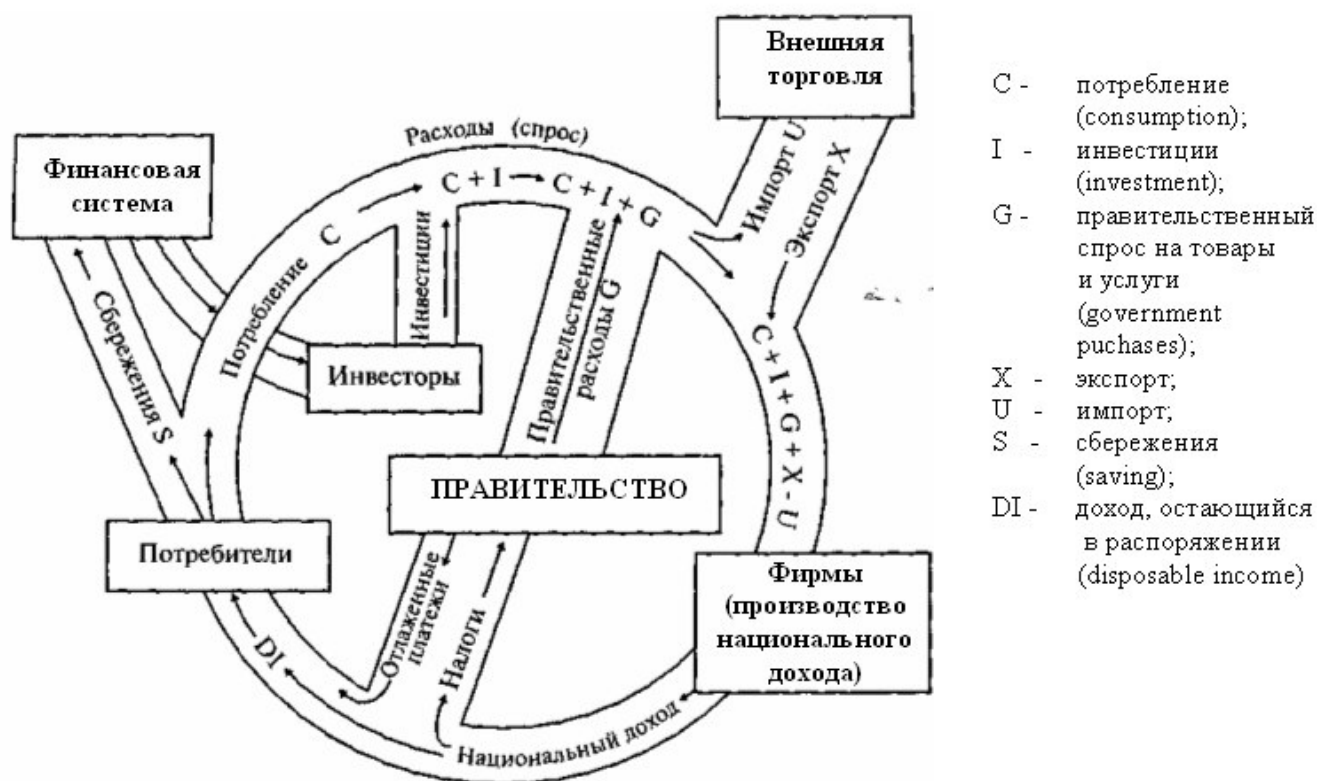 Внешняя
торговля
Расходы (спрос)
Финансовая
система
C + I
C + I + G
Импорт U
Экспорт X
Потребление C
Инвестиции
Правительственные
расходы G
Сбережения S
Инвесторы
C + I + G + X - U
ПРАВИТЕЛЬСТВО
Потребители
Фирмы
(производство
национального
дохода)
Отлаженные
платежи
Налоги
DI
Национальный доход
C - потребление
(consumption);
I - инвестиции
(investment);
G - правительственный
спрос на товары
и услуги
(government
puchases);
X - экспорт;
U - импорт;
S - сбережения
(saving);
DI - доход, остающийся
в распоряжении
(disposable income)